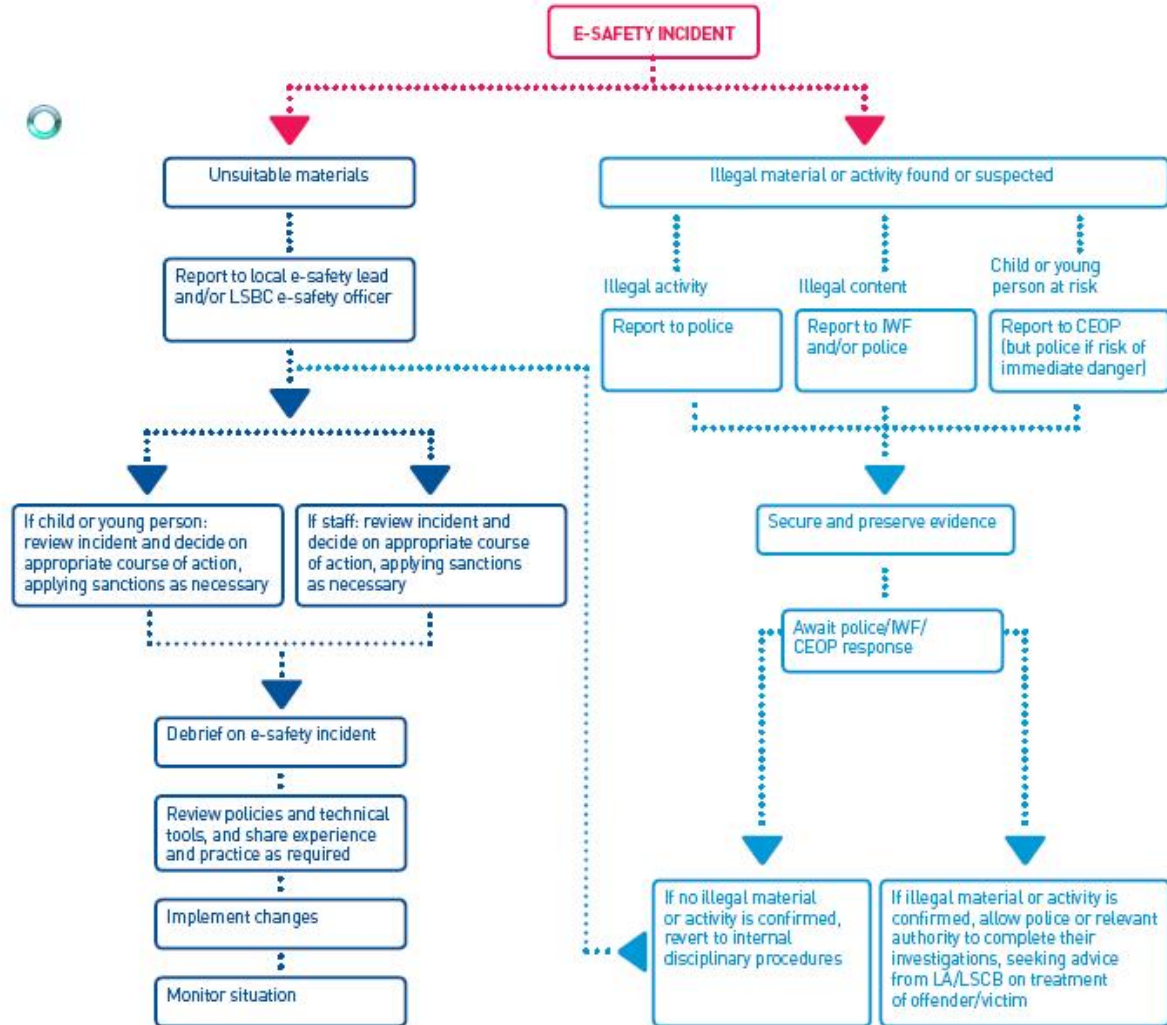 E-SAFETY INCIDENT
Unsuitable materials
Illegal material or activity found or suspected
Report to local e-safety lead
and/or LSBC e-safety officer
Illegal activity
Illegal content
Child or young
person at risk
Report to police
Report to IWF
and/or police
Report to CEOP
(but police if risk of
immediate danger)
If child or young person:
review incident and decide on
appropriate course of action,
applying sanctions as necessary
If staff: review incident and
decide on appropriate course
of action, applying sanctions
as necessary
Secure and preserve evidence
Await police/IWF/
CEOP response
Debrief on e-safety incident
Review policies and technical
tools, and share experience
and practice as required
Implement changes
Monitor situation
If no illegal material
or activity is confirmed,
revert to internal
disciplinary procedures
If illegal material or activity is
confirmed, allow police or relevant
authority to complete their
investigations, seeking advice
from LA/LSCB on treatment
of offender/victim